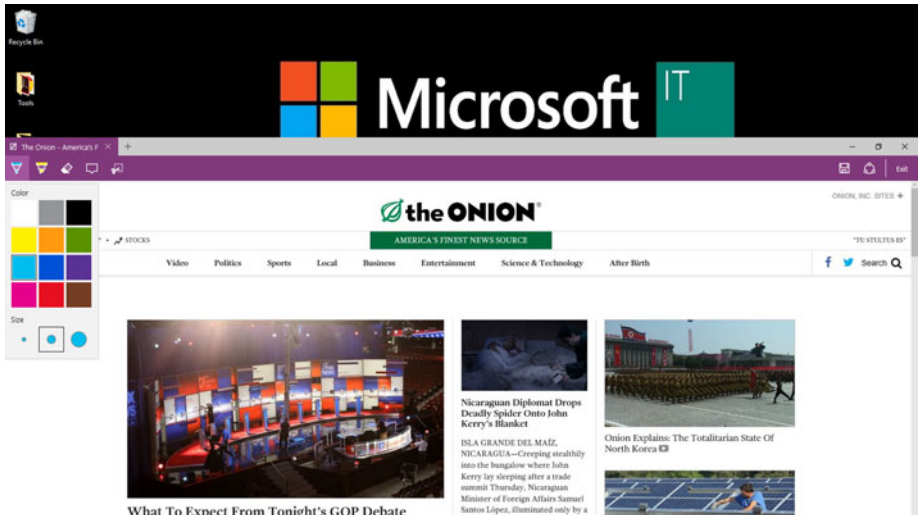 Recycle Bin
Tools
Microsoft IT
The Onion - America's F
Exit
Color
Size
ONION, INC. SITES +
the ONION®
STOCKS
AMERICA'S FINEST NEWS SOURCE
"TU STULTUS ES"
Video Politics Sports Local Business Entertainment Science & Technology After Birth
Search
What To Expect From Tonight's GOP Debate
Nicaraguan Diplomat Drops
Deadly Spider Onto John
Kerry's Blanket
ISLA GRANDE DEL MAÍZ,
NICARAGUA—Creeping stealthily
into the bungalow where John
Kerry lay sleeping after a trade
summit Thursday, Nicaraguan
Minister of Foreign Affairs Samuel
Santos López, illuminated only by a
Onion Explains: The Totalitarian State Of
North Korea